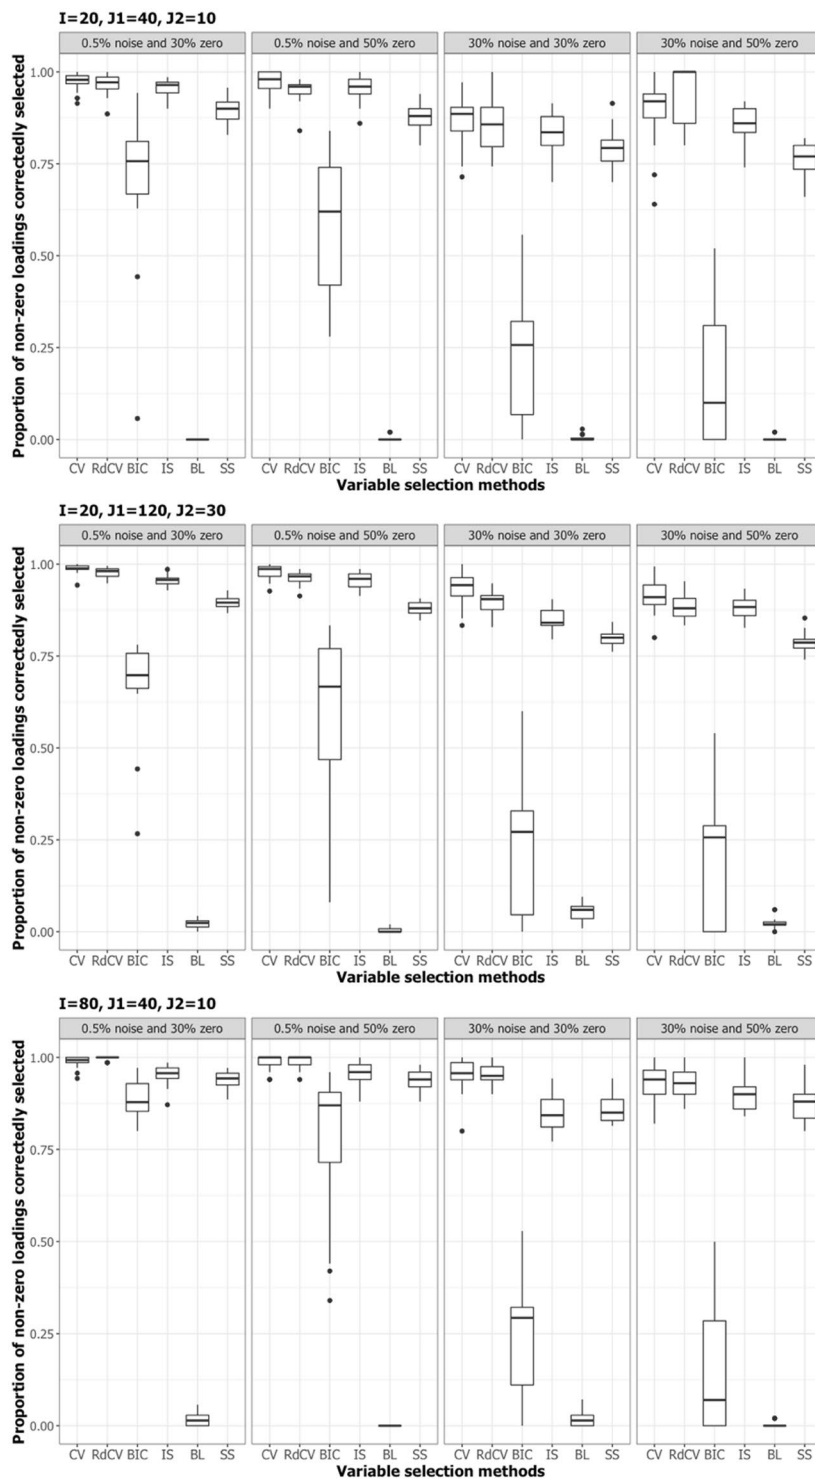 I=20, J1=40, J2=10
0.5% noise and 30% zero 0.5% noise and 50% zero 30% noise and 30% zero 30% noise and 50% zero
Proportion of non-zero loadings correctedly selected
1.00
0.75
0.50
0.25
0.00
CV RdCV BIC IS BL SS CV RdCV BIC IS BL SS CV RdCV BIC IS BL SS CV RdCV BIC IS BL SS
Variable selection methods
I=20, J1=120, J2=30
0.5% noise and 30% zero 0.5% noise and 50% zero 30% noise and 30% zero 30% noise and 50% zero
Proportion of non-zero loadings correctedly selected
1.00
0.75
0.50
0.25
0.00
CV RdCV BIC IS BL SS CV RdCV BIC IS BL SS CV RdCV BIC IS BL SS CV RdCV BIC IS BL SS
Variable selection methods
I=80, J1=40, J2=10
0.5% noise and 30% zero 0.5% noise and 50% zero 30% noise and 30% zero 30% noise and 50% zero
Proportion of non-zero loadings correctedly selected
1.00
0.75
0.50
0.25
0.00
CV RdCV BIC IS BL SS CV RdCV BIC IS BL SS CV RdCV BIC IS BL SS CV RdCV BIC IS BL SS
Variable selection methods